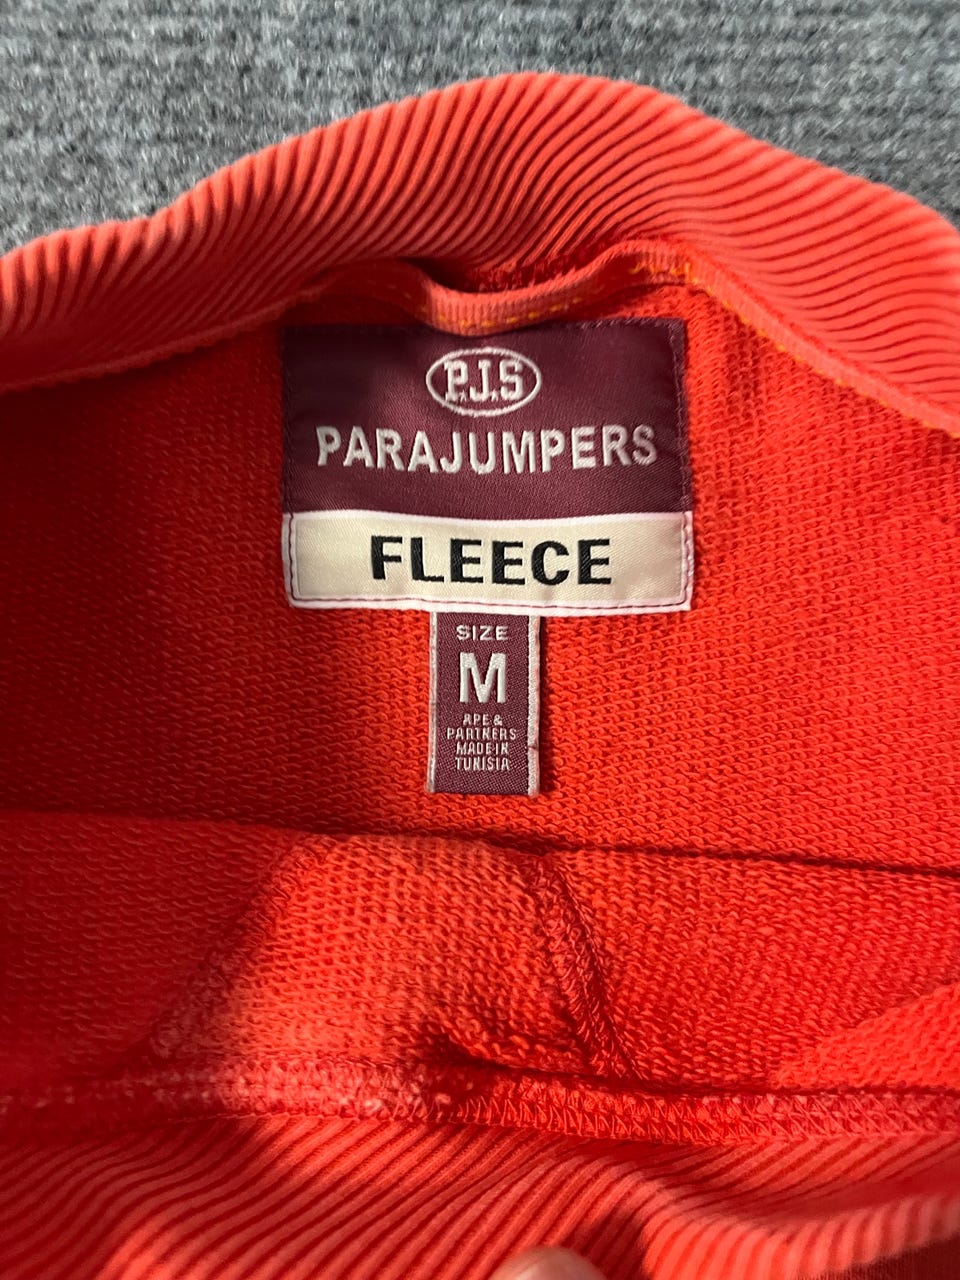 P.J.S
PARAJUMPERS
FLEECE
SIZE
M
APE &
PARTNERS
MADE IN
TUNISIA